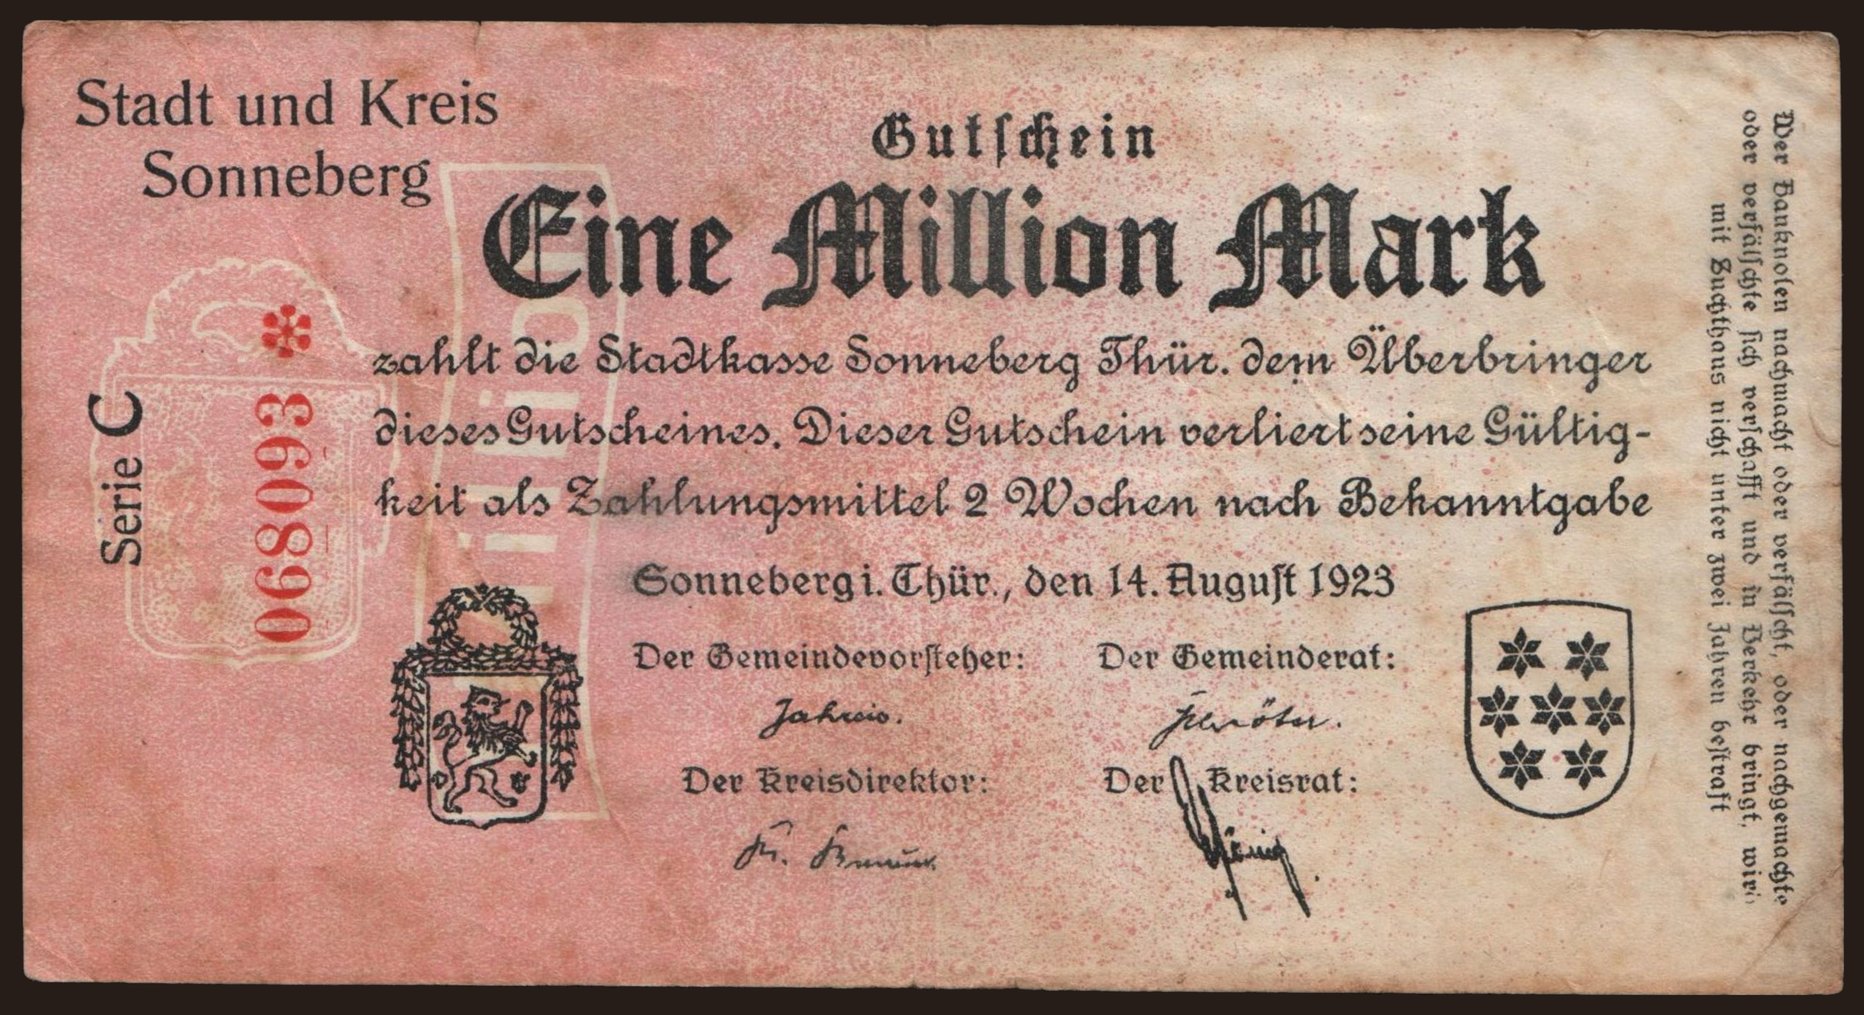 Stadt und Kreis
Sonneberg
Gutschein
Eine Million Mark
zahlt die Stadtkasse Sonneberg Thür. dem Überbringer
dieses Gutscheines. Dieser Gutschein verliert seine Gültig-
keit als Zahlungsmittel 2 Wochen nach Bekanntgabe
Sonneberg i. Thür., den 14. August 1923
Der Gemeindevorsteher: Der Gemeinderat:
Jahreis.
Der Kreisdirektor: Der Kreisrat:
Serie C
068093 *
Wer Banknoten nachmacht oder verfälscht, oder nachgemachte
oder verfälschte sich verschafft und in Verkehr bringt, wird
mit Zuchthaus nicht unter zwei Jahren bestraft